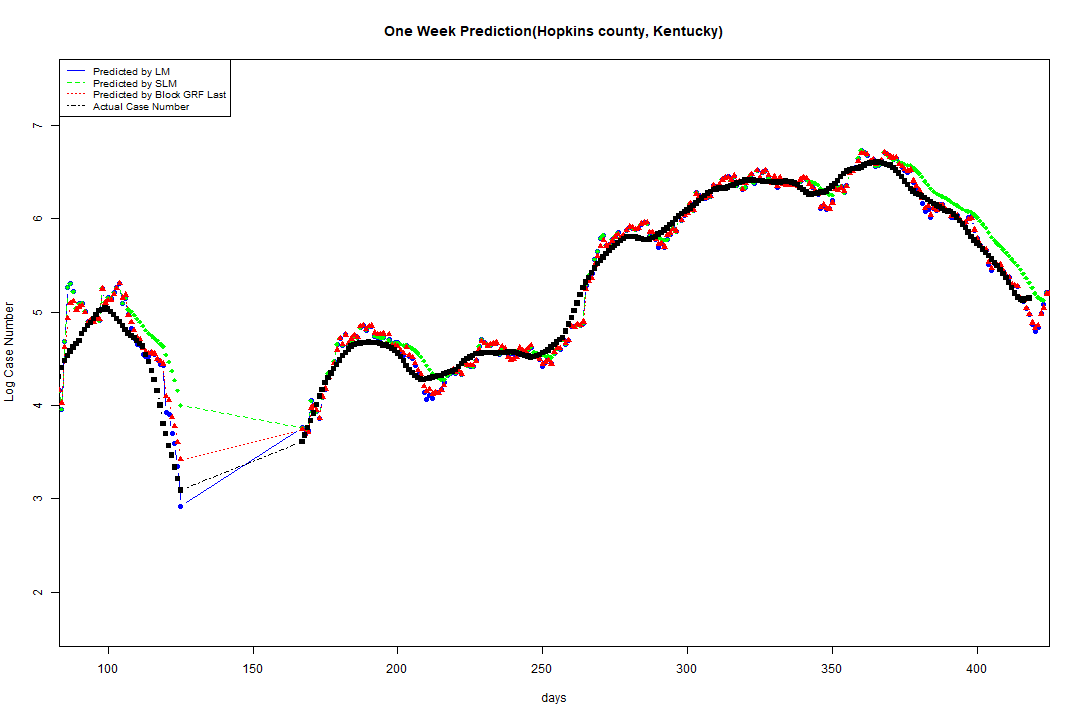 One Week Prediction(Hopkins county, Kentucky)
Predicted by LM
Predicted by SLM
Predicted by Block GRF Last
Actual Case Number
Log Case Number
7
6
5
4
3
2
100 150 200 250 300 350 400
days